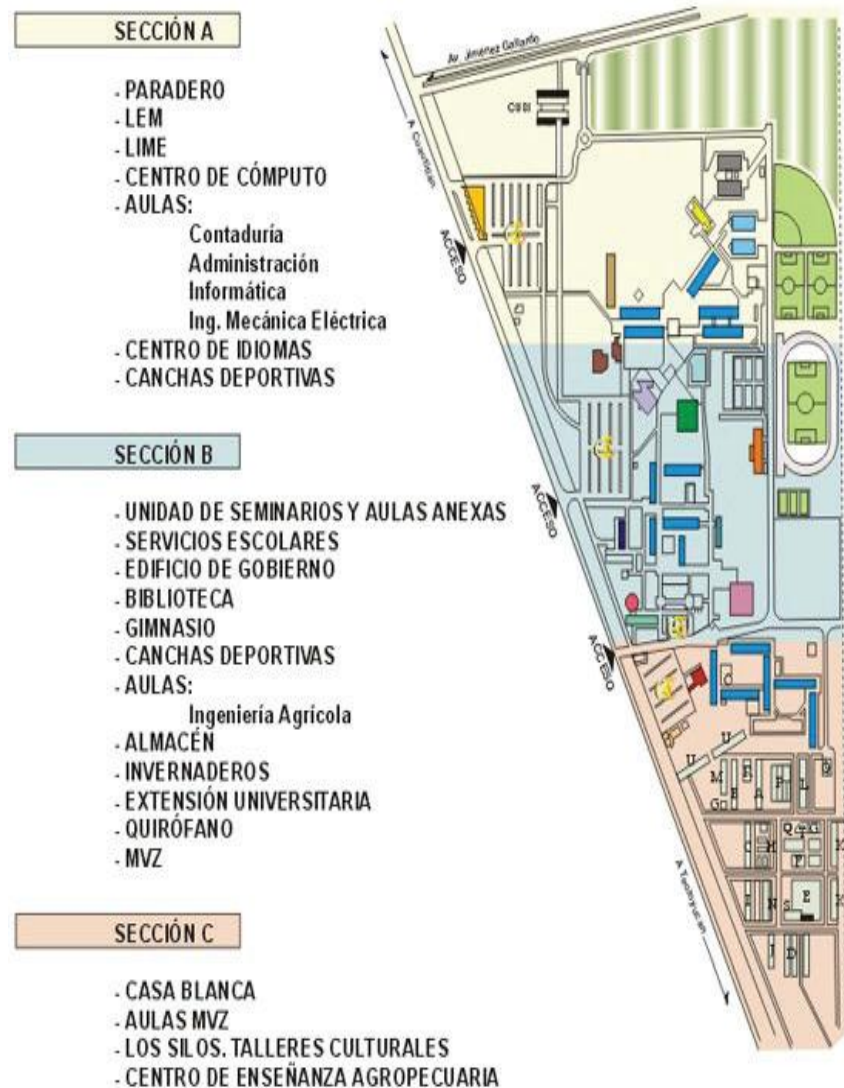 SECCIÓN A
- PARADERO
- LEM
- LIME
- CENTRO DE CÓMPUTO
- AULAS:
Contaduría
Administración
Informática
Ing. Mecánica Eléctrica
- CENTRO DE IDIOMAS
- CANCHAS DEPORTIVAS
SECCIÓN B
- UNIDAD DE SEMINARIOS Y AULAS ANEXAS
- SERVICIOS ESCOLARES
- EDIFICIO DE GOBIERNO
- BIBLIOTECA
- GIMNASIO
- CANCHAS DEPORTIVAS
- AULAS:
Ingeniería Agrícola
- ALMACÉN
- INVERNADEROS
- EXTENSIÓN UNIVERSITARIA
- QUIRÓFANO
- MVZ
SECCIÓN C
- CASA BLANCA
- AULAS MVZ
- LOS SILOS. TALLERES CULTURALES
- CENTRO DE ENSEÑANZA AGROPECUARIA
Av. Jiménez Gallardo
A Cuautitlan
ACCESO
ACCESO
ACCESO
A Teoloyucan
U
U
M
G
B
A
P
L